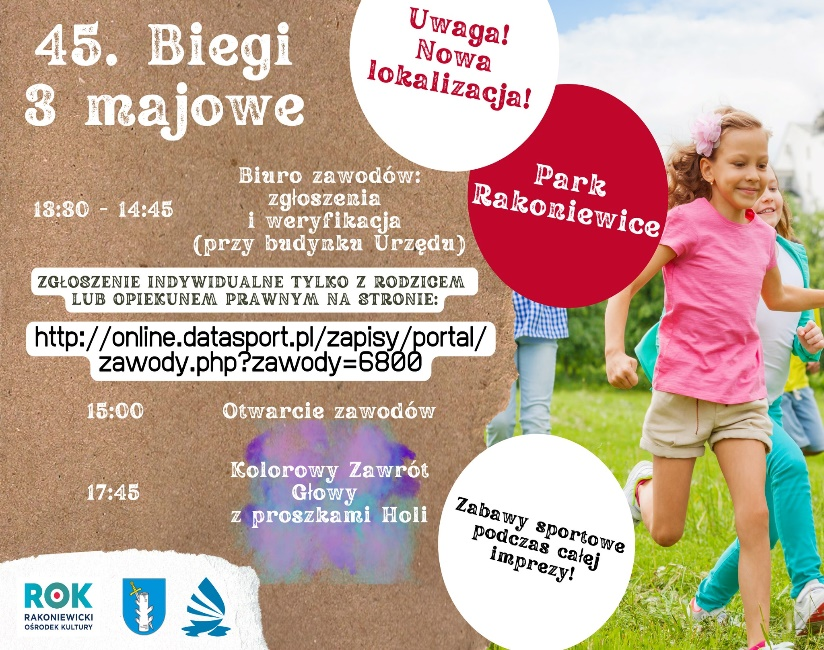 45. Biegi
3 majowe
Uwaga!
Nowa
lokalizacja!
Park
Rakoniewice
13:30 - 14:45
Biuro zawodów:
zgłoszenia
i weryfikacja
(przy budynku Urzędu)
ZGŁOSZENIE INDYWIDUALNE TYLKO Z RODZICEM
LUB OPIEKUNEM PRAWNYM NA STRONIE:
http://online.datasport.pl/zapisy/portal/
zawody.php?zawody=6800
15:00
Otwarcie zawodów
17:45
Kolorowy Zawrót
Głowy
z proszkami Holi
Zabawy sportowe
podczas całej
imprezy!
ROK
RAKONIEWICKI
OŚRODEK KULTURY